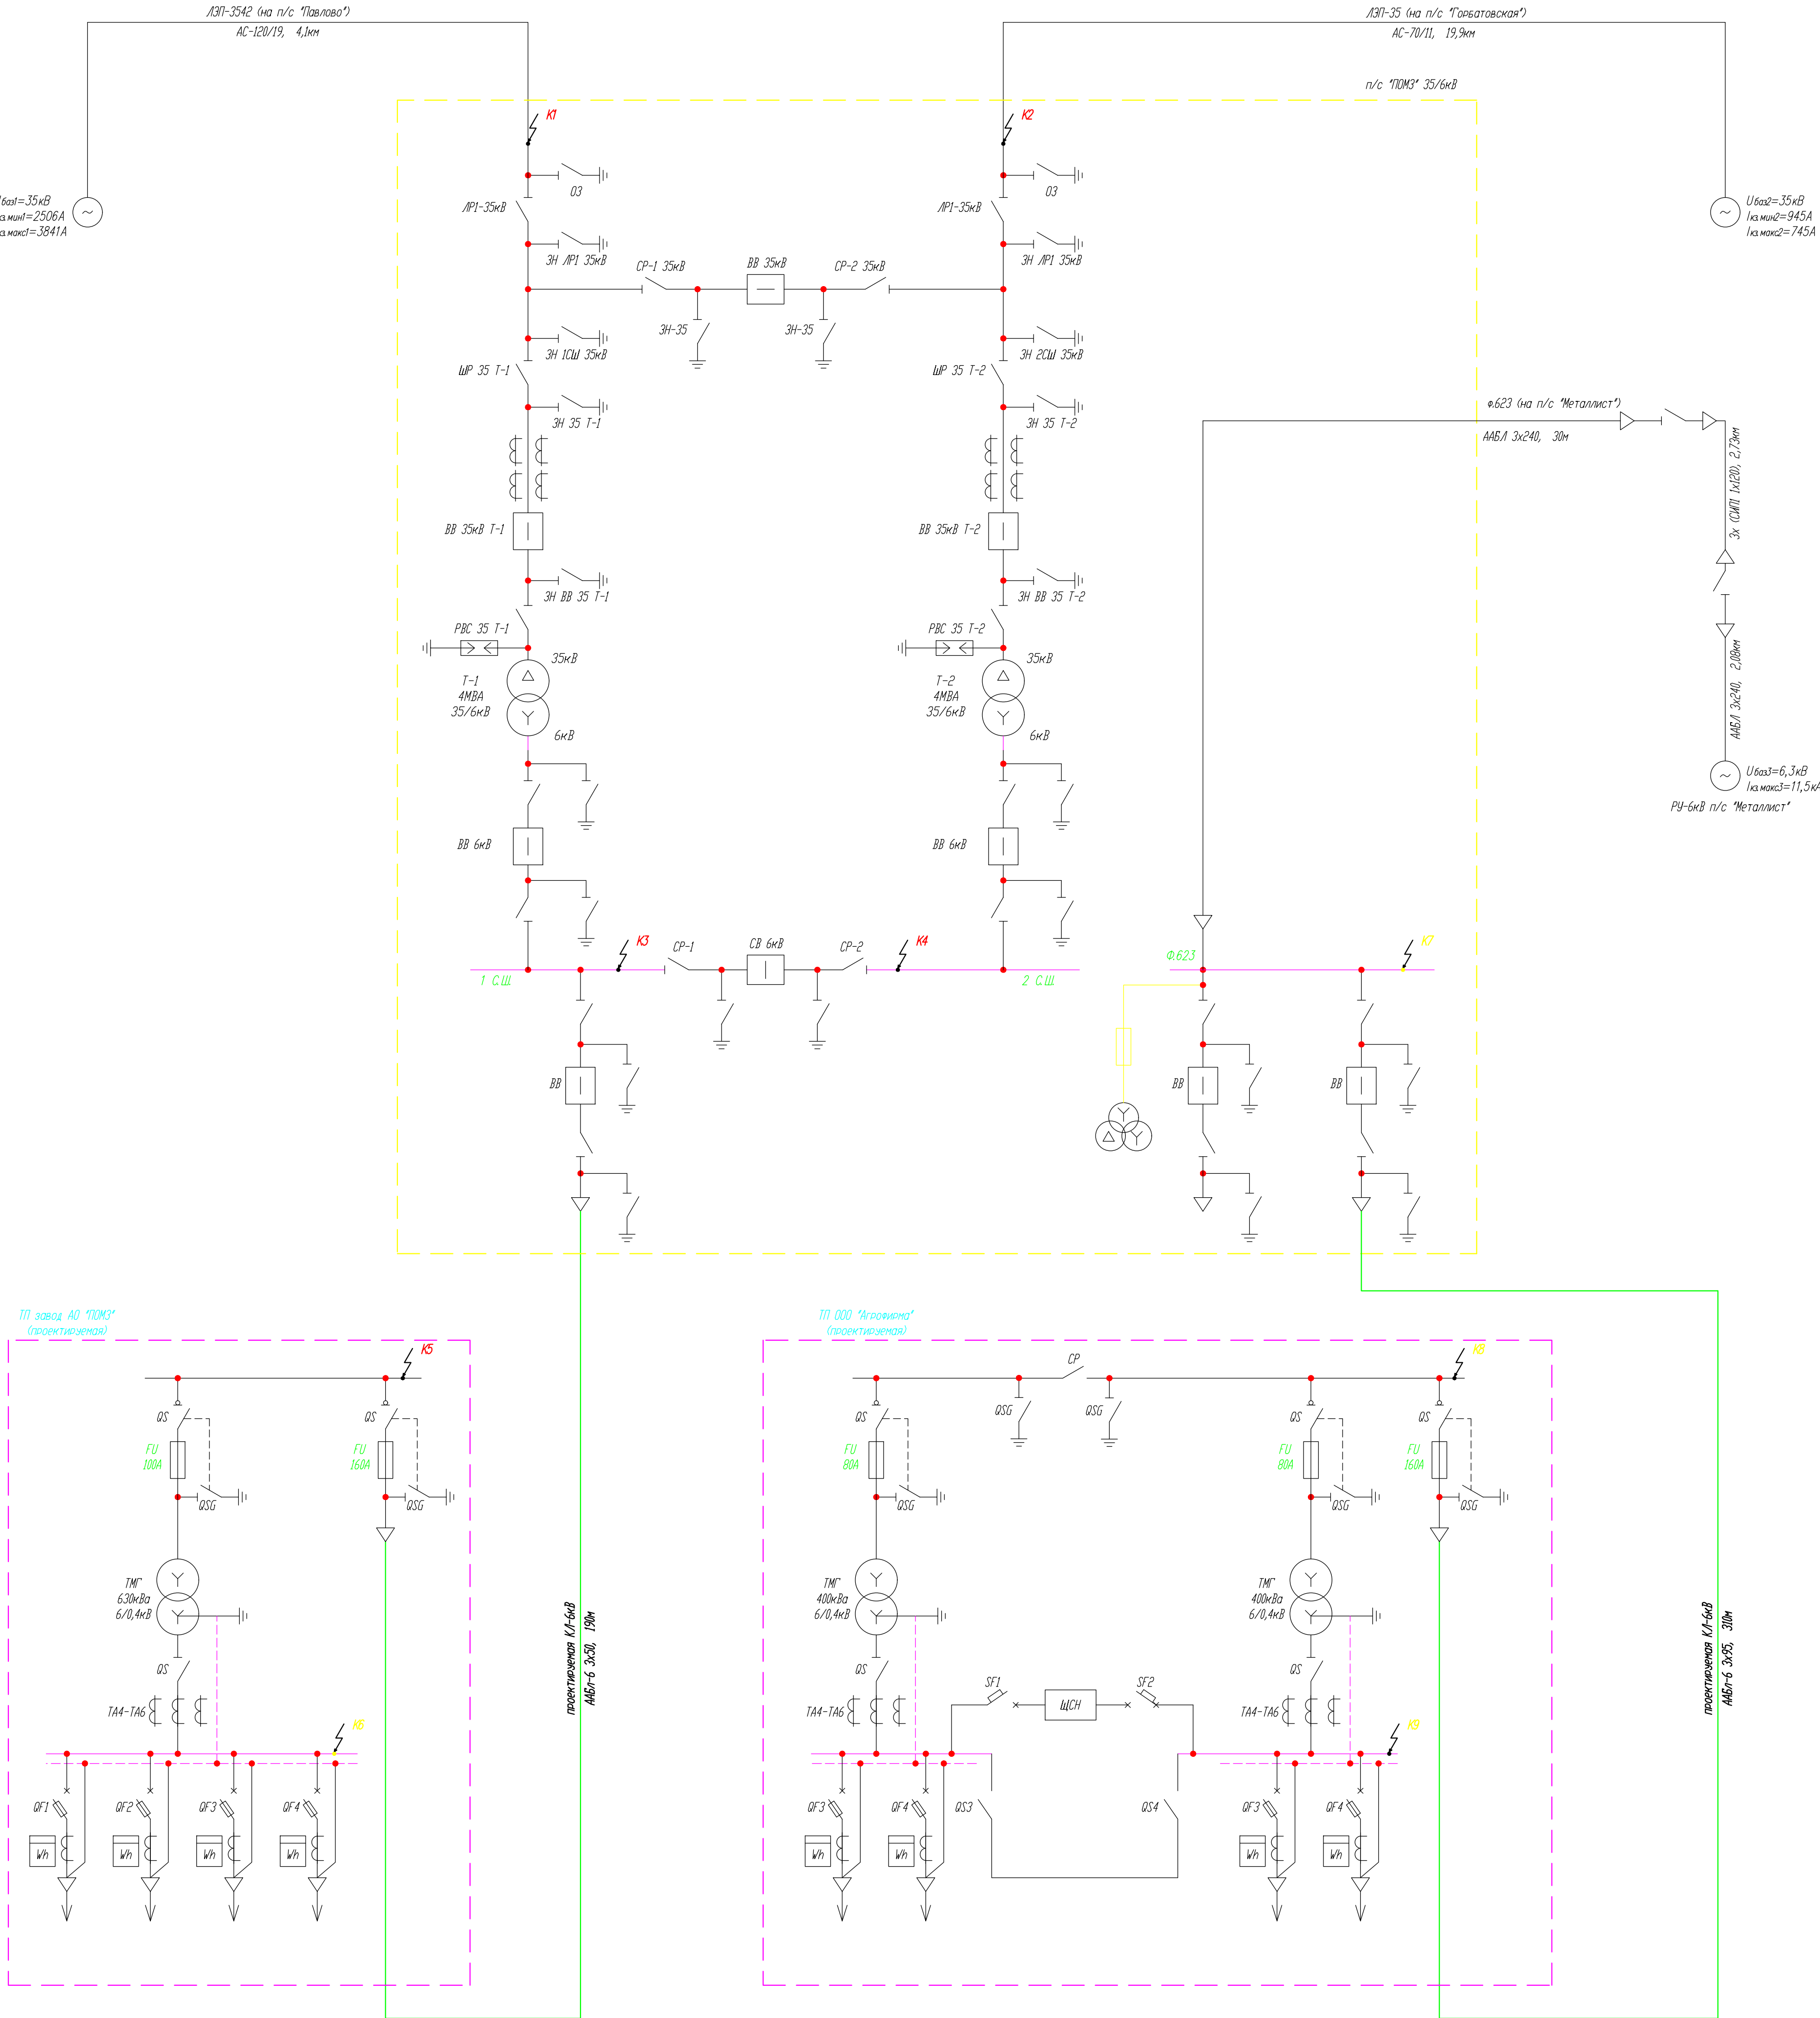 ЛЭП-3542 (на п/с "Павлово")
АС-120/19, 4,1км
ЛЭП-35 (на п/с "Горбатовская")
АС-70/11, 19,9км
п/с "ПОМЗ" 35/6кВ
К1
К2
баз1=35кВ
кз.мин1=2506А
кз.макс1=3841А
Uбаз2=35кВ
Iкз.мин2=945А
Iкз.макс2=745А
ОЗ
ОЗ
ЛР1-35кВ
ЛР1-35кВ
ЗН ЛР1 35кВ
ЗН ЛР1 35кВ
СР-1 35кВ
ВВ 35кВ
СР-2 35кВ
ЗН-35
ЗН-35
ЗН 1СШ 35кВ
ЗН 2СШ 35кВ
ШР 35 Т-1
ШР 35 Т-2
ЗН 35 Т-1
ЗН 35 Т-2
ф.623 (на п/с "Металлист")
ААБЛ 3х240, 30м
3х (СИП1 1х120), 2,73км
ААБЛ 3х240, 2,08км
ВВ 35кВ Т-1
ВВ 35кВ Т-2
ЗН ВВ 35 Т-1
ЗН ВВ 35 Т-2
РВС 35 Т-1
РВС 35 Т-2
35кВ
35кВ
Т-1
4МВА
35/6кВ
Т-2
4МВА
35/6кВ
6кВ
6кВ
Uбаз3=6,3кВ
Iкз.макс3=11,5кА
РУ-6кВ п/с "Металлист"
ВВ 6кВ
ВВ 6кВ
К3
СР-1
СВ 6кВ
СР-2
К4
Ф.623
К7
1 С.Ш.
2 С.Ш.
ВВ
ВВ
ВВ
ТП завод АО "ПОМЗ"
(проектируемая)
ТП ООО "Агрофирма"
(проектируемая)
К5
СР
К8
QS
QS
QS
QSG
QSG
QS
QS
FU
100А
FU
160А
FU
80А
FU
80А
FU
160А
QSG
QSG
QSG
QSG
QSG
ТМГ
630кВа
6/0,4кВ
ТМГ
400кВа
6/0,4кВ
ТМГ
400кВа
6/0,4кВ
проектируемая КЛ-6кВ
ААБл-6 3х50, 190м
проектируемая КЛ-6кВ
ААБл-6 3х95, 310м
QS
QS
QS
SF1
ЩСН
SF2
ТА4-ТА6
ТА4-ТА6
ТА4-ТА6
К6
К9
QF1
QF2
QF3
QF4
QF3
QF4
QS3
QS4
QF3
QF4
Wh
Wh
Wh
Wh
Wh
Wh
Wh
Wh